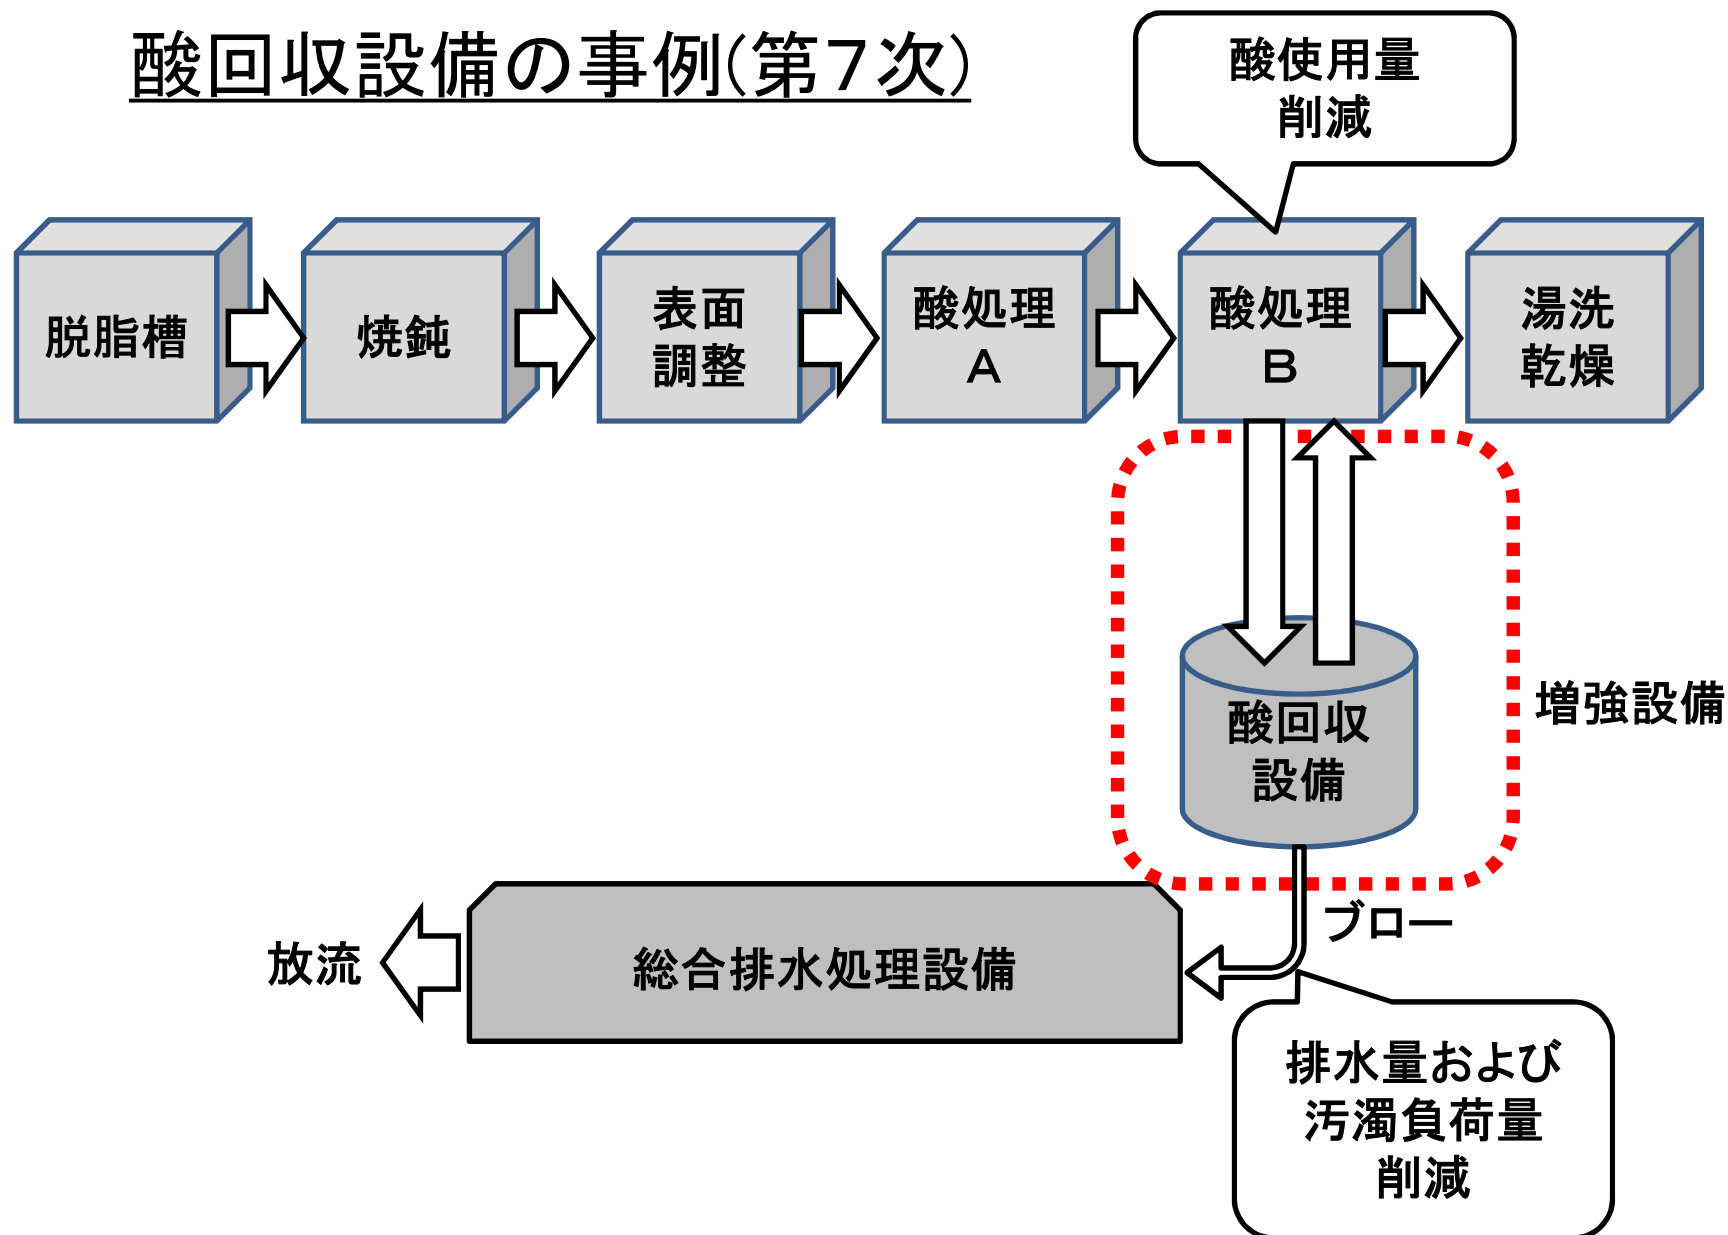 酸回収設備の事例(第7次)
酸使用量
削減
脱脂槽
焼鈍
表面
調整
酸処理
A
酸処理
B
湯洗
乾燥
酸回収
設備
増強設備
ブロー
放流
総合排水処理設備
排水量および
汚濁負荷量
削減